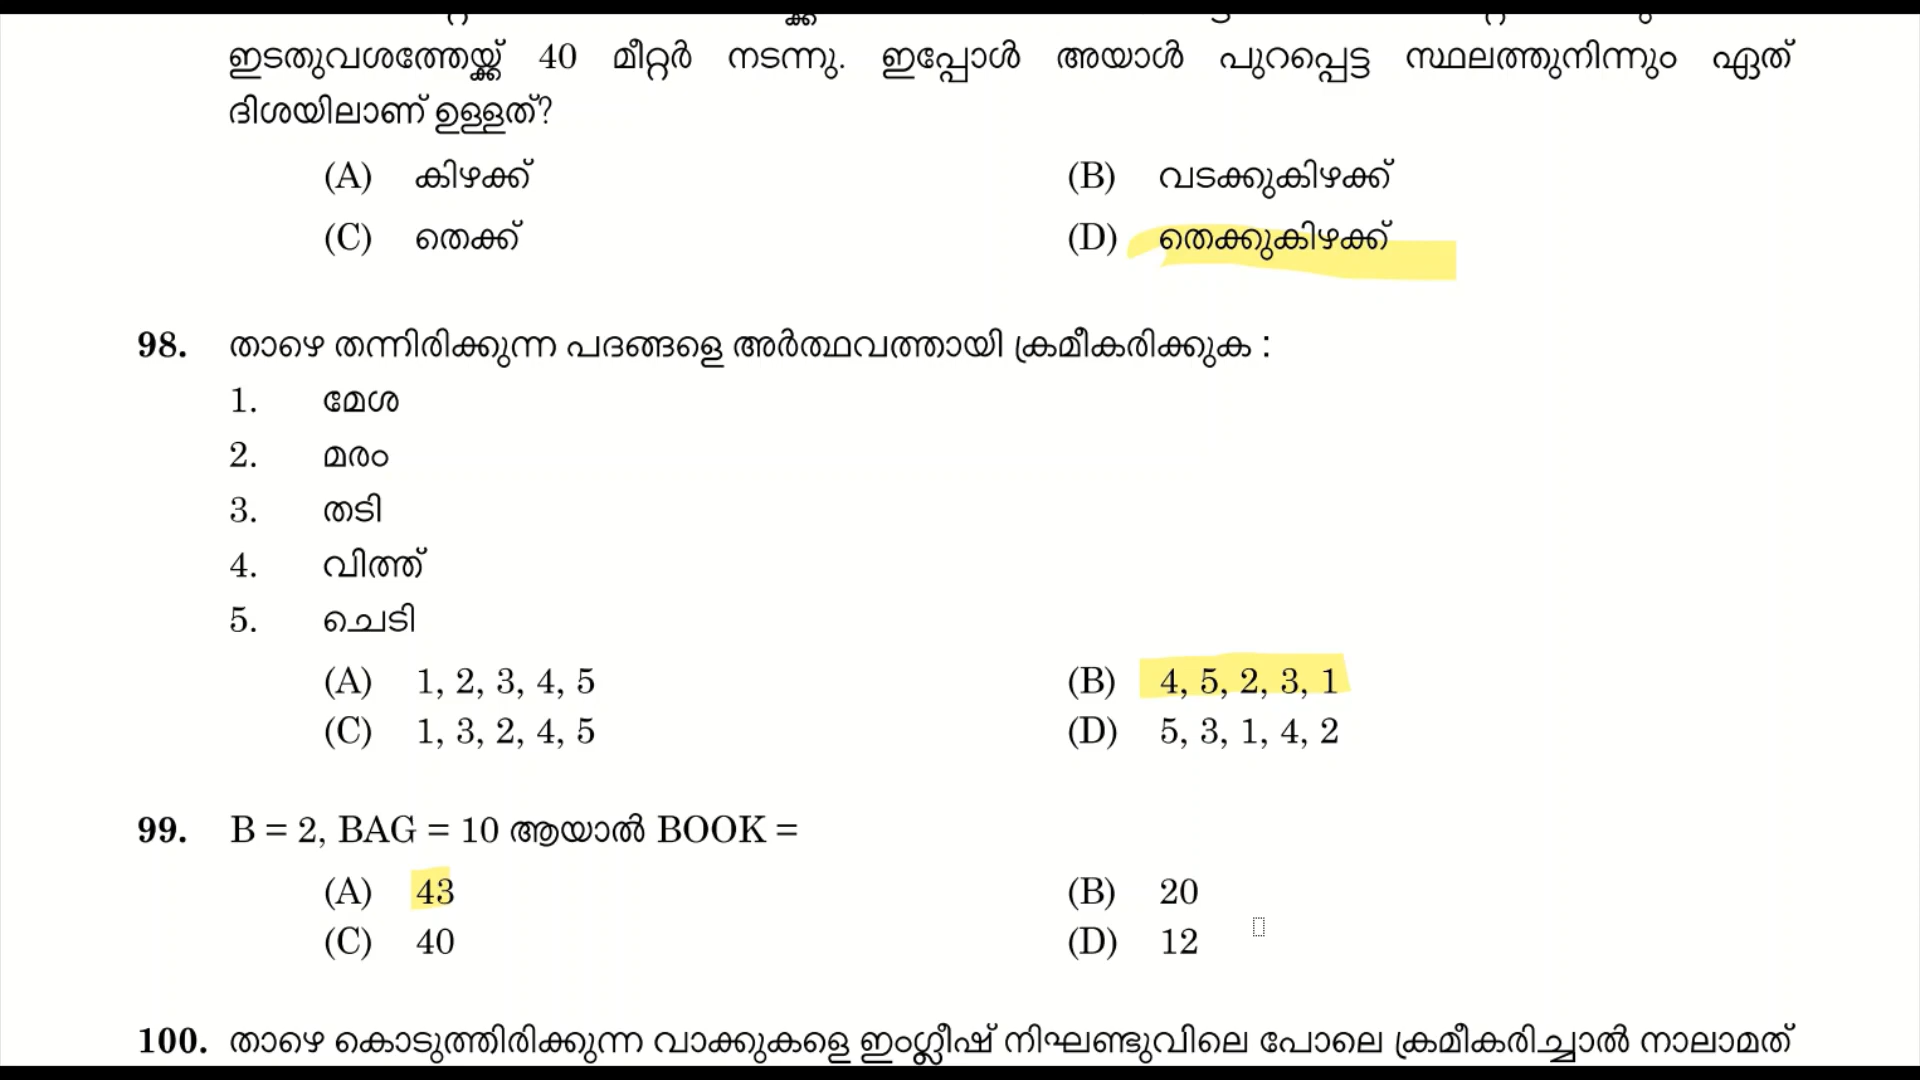 ഇടതുവശത്തേയ്ക്ക് 40 മീറ്റർ നടന്നു. ഇപ്പോൾ അയാൾ പുറപ്പെട്ട സ്ഥലത്തുനിന്നും ഏത്
ദിശയിലാണ് ഉള്ളത്?
(A) കിഴക്ക് (B) വടക്കുകിഴക്ക്
(C) തെക്ക് (D) തെക്കുകിഴക്ക്
98. താഴെ തന്നിരിക്കുന്ന പദങ്ങളെ അർത്ഥവത്തായി ക്രമീകരിക്കുക :
1. മേശ
2. മരം
3. തടി
4. വിത്ത്
5. ചെടി
(A) 1, 2, 3, 4, 5 (B) 4, 5, 2, 3, 1
(C) 1, 3, 2, 4, 5 (D) 5, 3, 1, 4, 2
99. B = 2, BAG = 10 ആയാൽ BOOK =
(A) 43 (B) 20
(C) 40 (D) 12
100. താഴെ കൊടുത്തിരിക്കുന്ന വാക്കുകളെ ഇംഗ്ലീഷ് നിഘണ്ടുവിലെ പോലെ ക്രമീകരിച്ചാൽ നാലാമത്